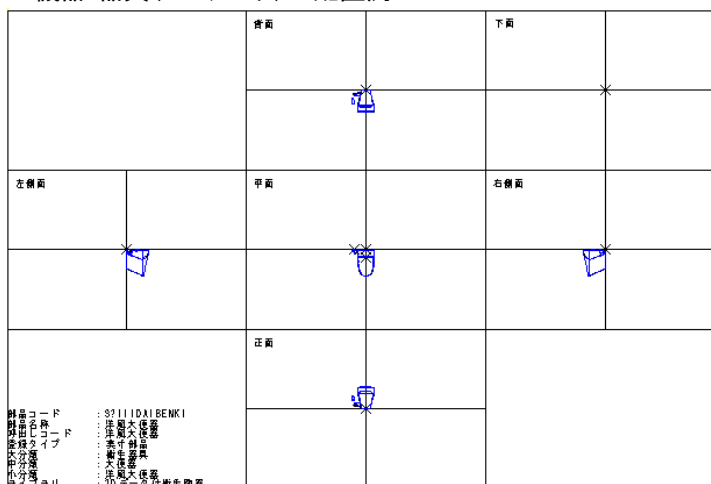 背面
下面
左側面
平面
右側面
正面
部品コード : S?111DAIBENKI
部品名称 : 洋風大便器
呼出しコード : 洋風大便器
登録タイプ : 実寸部品
大分類 : 衛生器具
中分類 : 大便器
小分類 : 洋風大便器